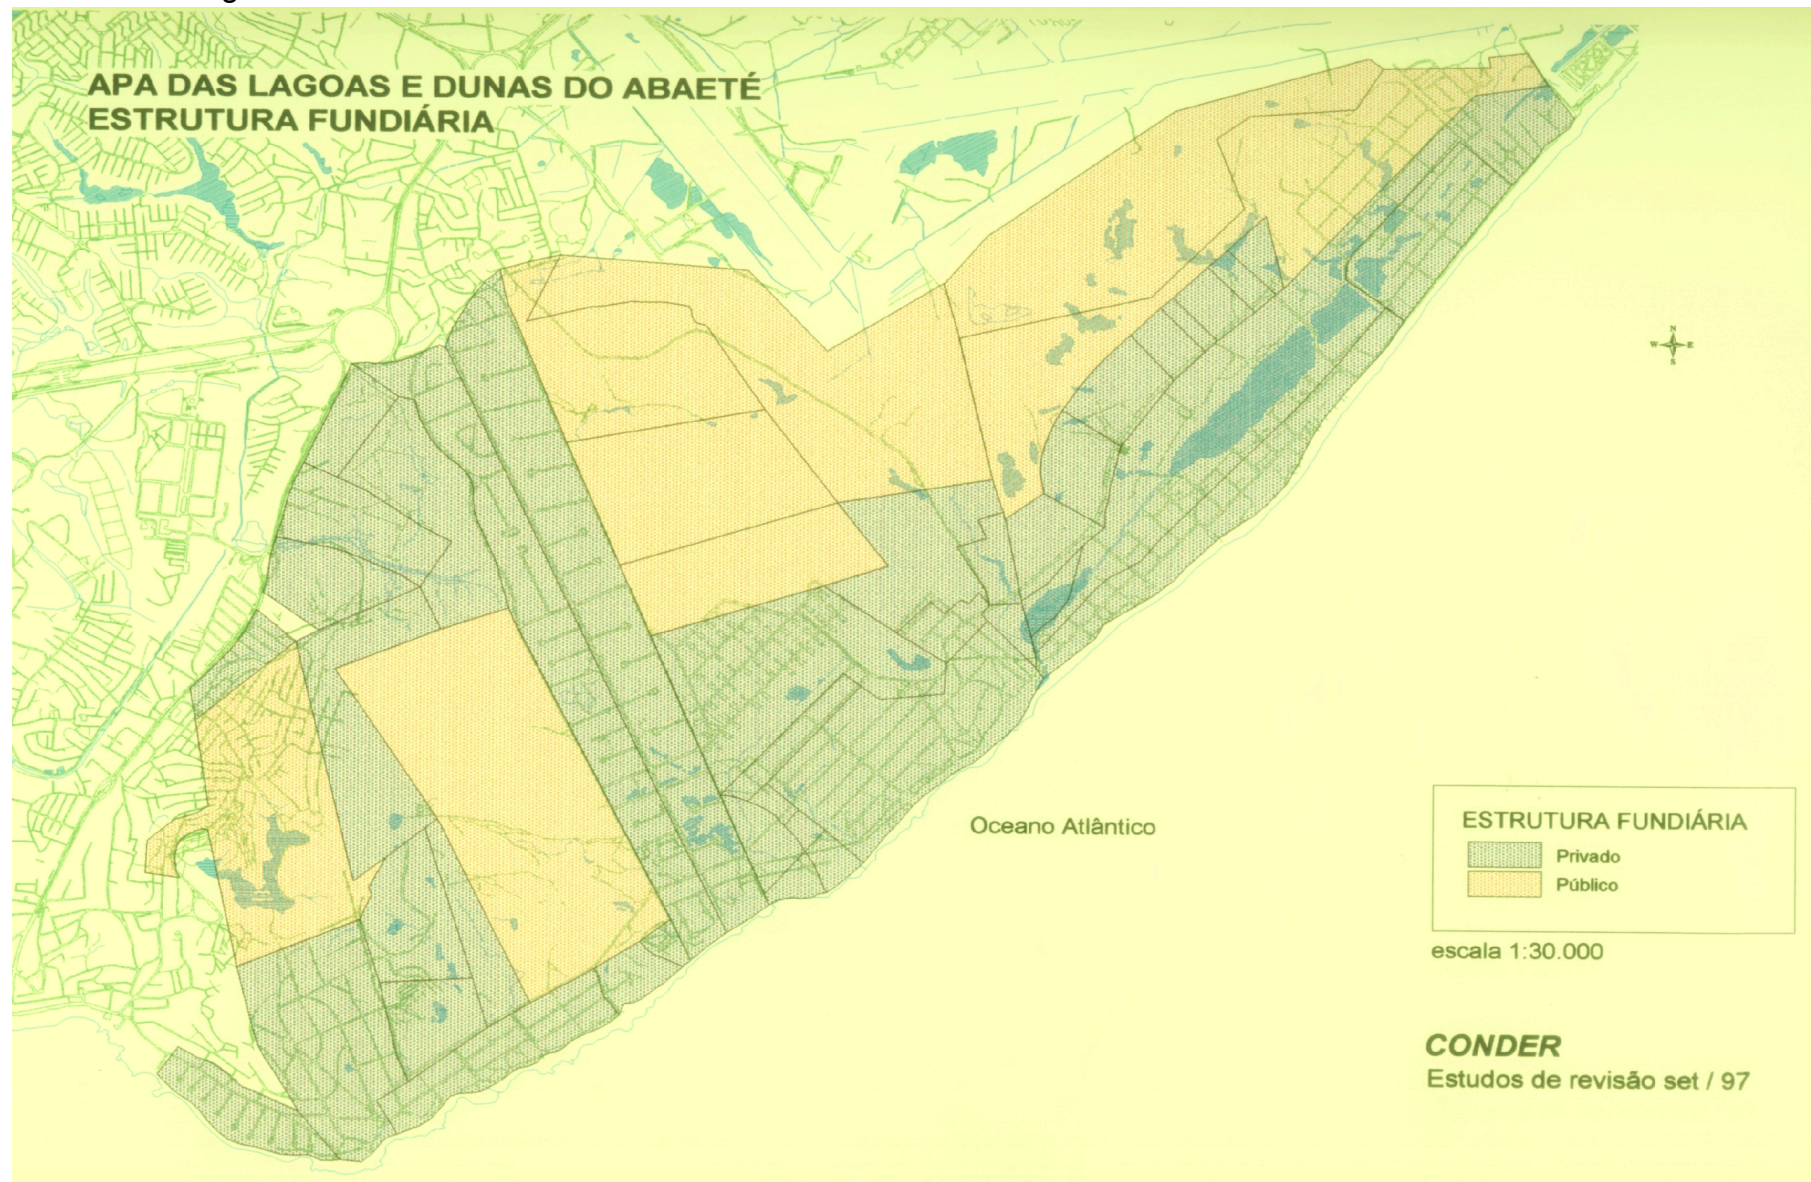 APA DAS LAGOAS E DUNAS DO ABAETÉ
ESTRUTURA FUNDIÁRIA
N
W E
S
Oceano Atlântico
ESTRUTURA FUNDIÁRIA
Privado
Público
escala 1:30.000
CONDER
Estudos de revisão set / 97